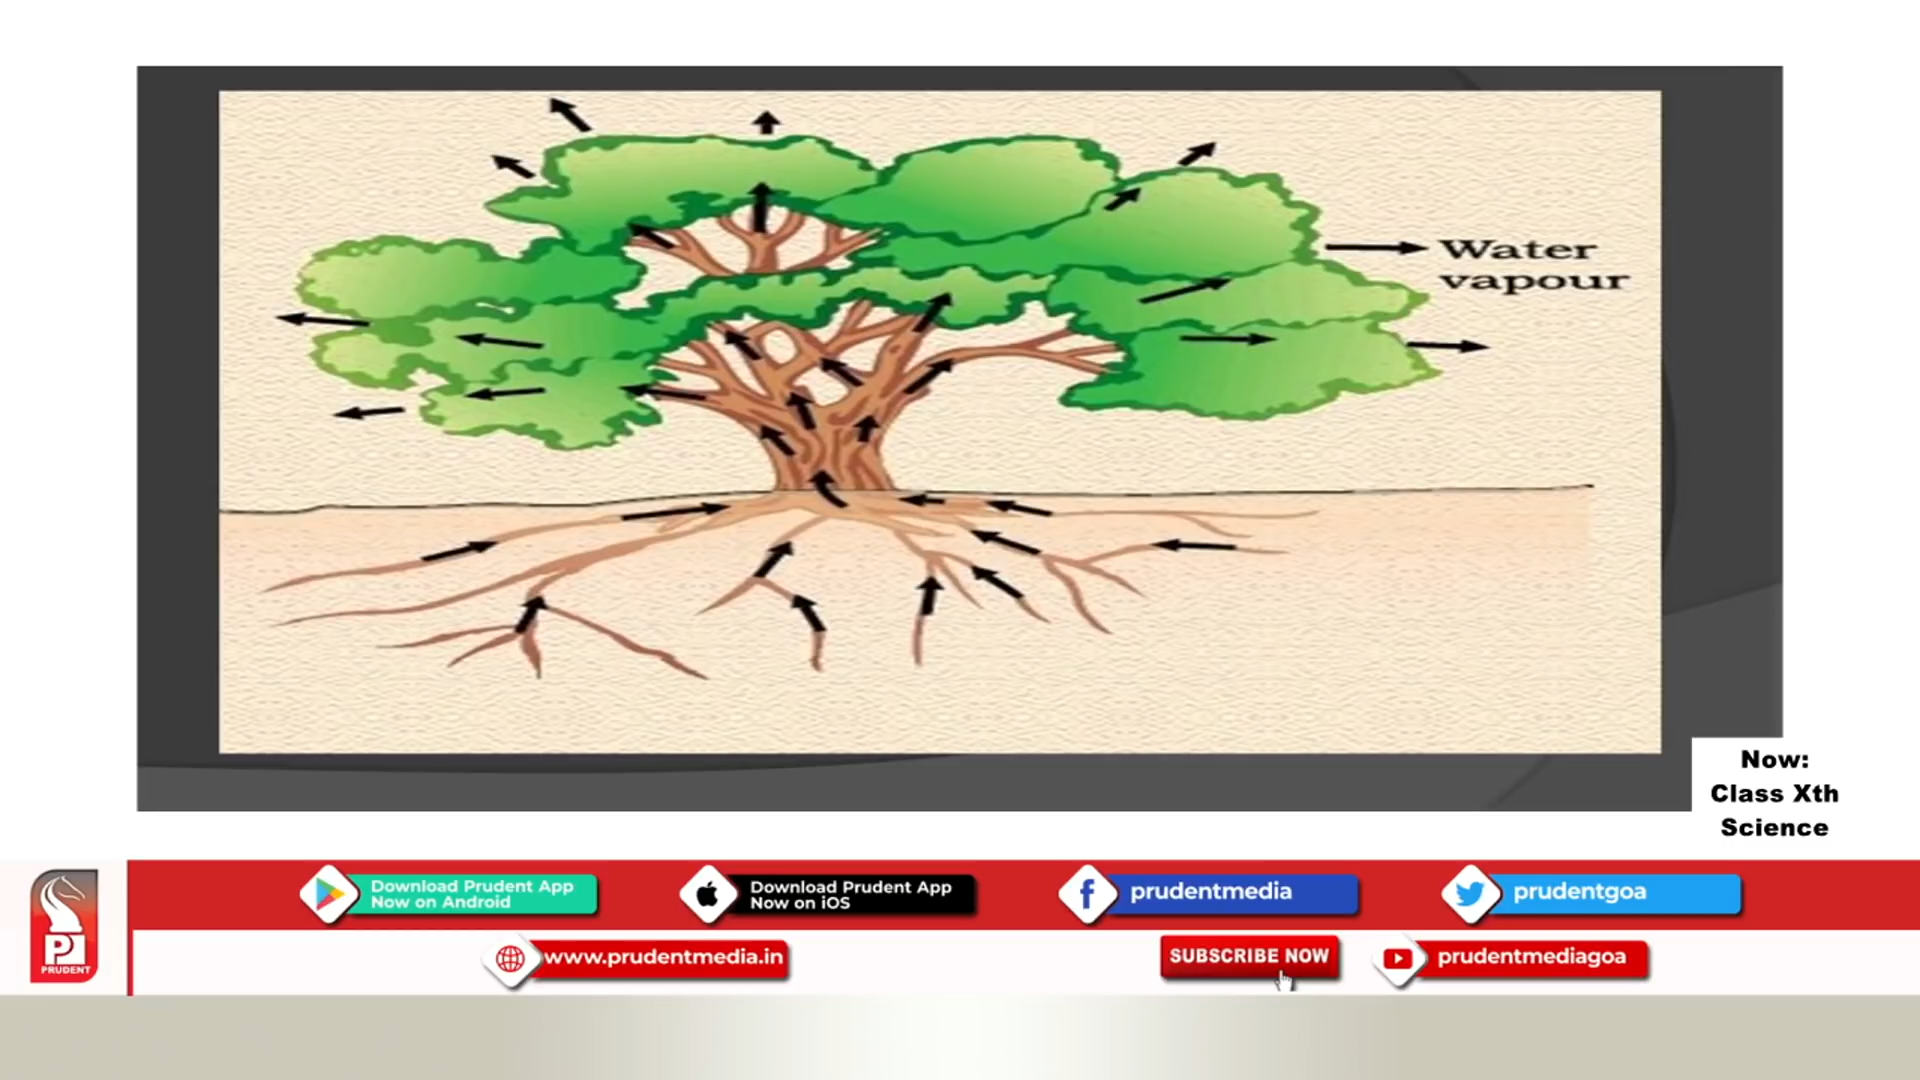 Water
vapour
Now:
Class Xth
Science
Download Prudent App
Now on Android
Download Prudent App
Now on iOS
prudentmedia
prudentgoa
PRUDENT
www.prudentmedia.in
SUBSCRIBE NOW
prudentmediagoa